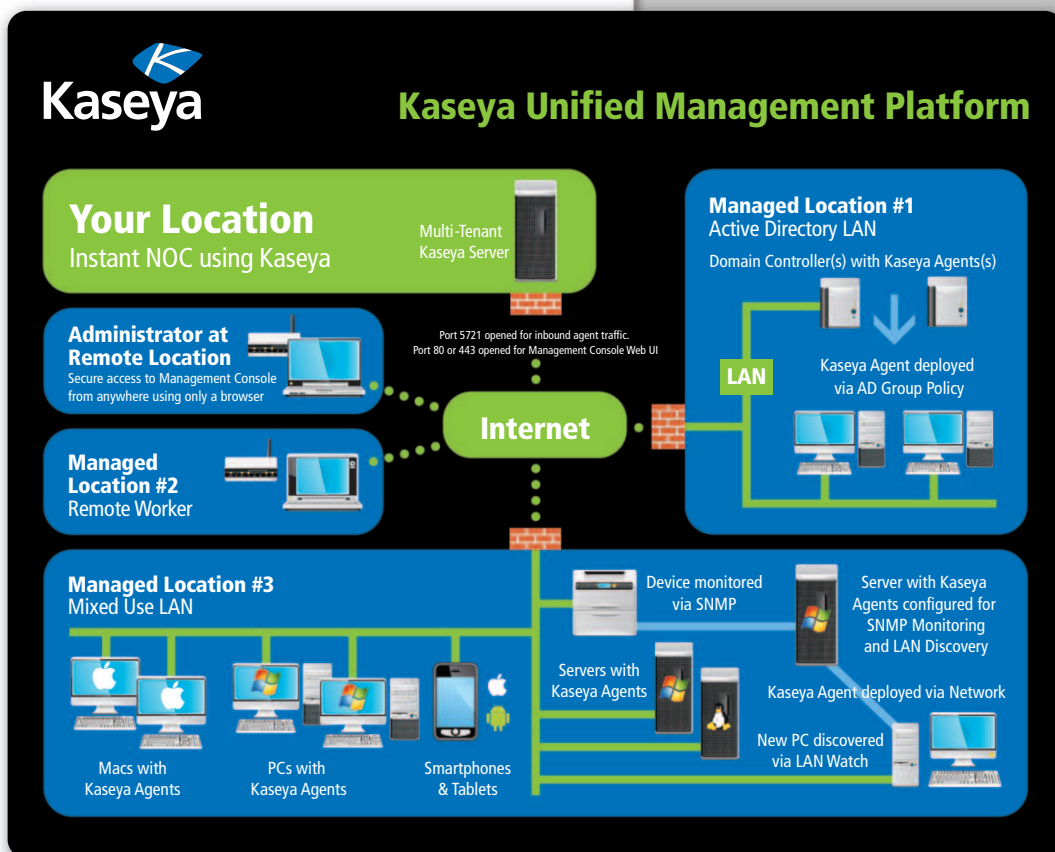 Kaseya
Kaseya Unified Management Platform
Your Location
Instant NOC using Kaseya
Multi-Tenant
Kaseya Server
Port 5721 opened for inbound agent traffic.
Port 80 or 443 opened for Management Console Web UI
Administrator at
Remote Location
Secure access to Management Console
from anywhere using only a browser
Managed
Location #2
Remote Worker
Internet
Managed Location #1
Active Directory LAN
Domain Controller(s) with Kaseya Agents(s)
LAN
Kaseya Agent deployed
via AD Group Policy
Managed Location #3
Mixed Use LAN
Macs with
Kaseya Agents
PCs with
Kaseya Agents
Smartphones
& Tablets
Device monitored
via SNMP
Server with Kaseya
Agents configured for
SNMP Monitoring
and LAN Discovery
Servers with
Kaseya Agents
Kaseya Agent deployed via Network
New PC discovered
via LAN Watch